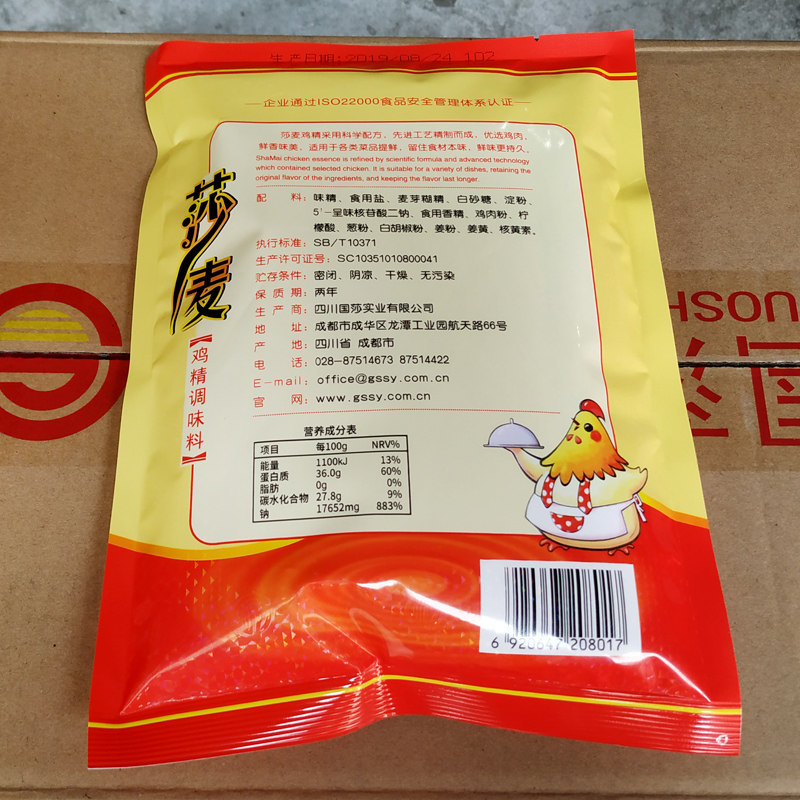 生产日期: 2019/06/24 102
企业通过ISO22000食品安全管理体系认证
莎麦鸡精采用科学配方，先进工艺精制而成，优选鸡肉，
鲜香味美，适用于各类菜品提鲜，留住食材本味，鲜味更持久。
ShaMai chicken essence is refined by scientific formula and advanced technology
which contained selected chicken. It is suitable for a variety of dishes, retaining the
original flavor of the ingredients, and keeping the flavor last longer.
配 料：味精、食用盐、麦芽糊精、白砂糖、淀粉、
5'-呈味核苷酸二钠、食用香精、鸡肉粉、柠
檬酸、葱粉、白胡椒粉、姜粉、姜黄、核黄素。
执行标准：SB/T10371
生产许可证号：SC10351010800041
贮存条件：密闭、阴凉、干燥、无污染
保 质 期：两年
生 产 商：四川国莎实业有限公司
地 址：成都市成华区龙潭工业园航天路66号
产 地：四川省 成都市
电 话：028-87514673 87514422
E-mail：office@gssy.com.cn
官 网：www.gssy.com.cn
莎麦
【鸡精调味料】
营养成分表
项目 每100g NRV%
能量 1100kJ 13%
蛋白质 36.0g 60%
脂肪 0g 0%
碳水化合物 27.8g 9%
钠 17652mg 883%
6 920647 208017
国